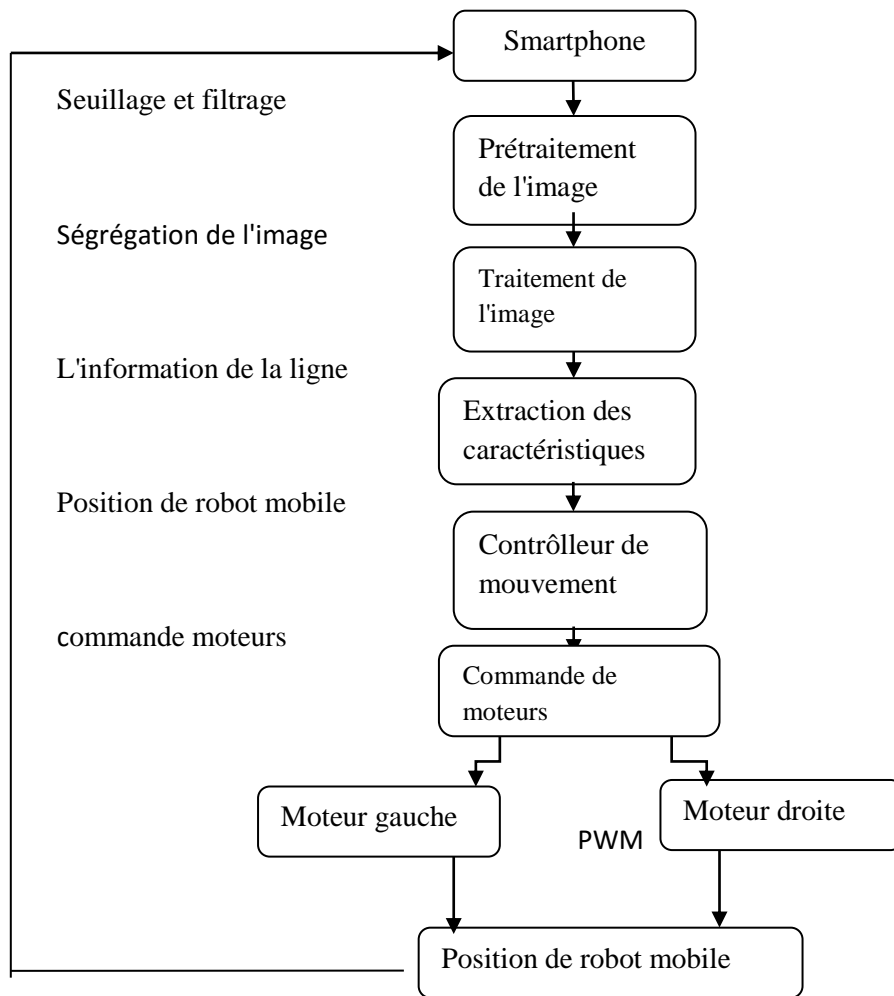 Smartphone
Seuillage et filtrage
Prétraitement
de l'image
Ségrégation de l'image
Traitement de
l'image
L'information de la ligne
Extraction des
caractéristiques
Position de robot mobile
Contrôlleur de
mouvement
commande moteurs
Commande de
moteurs
Moteur gauche
Moteur droite
PWM
Position de robot mobile